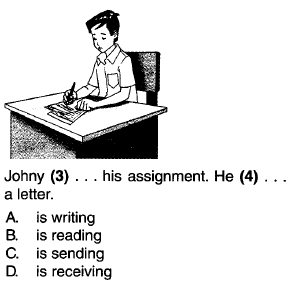 Johny (3) . . . his assignment. He (4) . . .
a letter.
A. is writing
B. is reading
C. is sending
D. is receiving